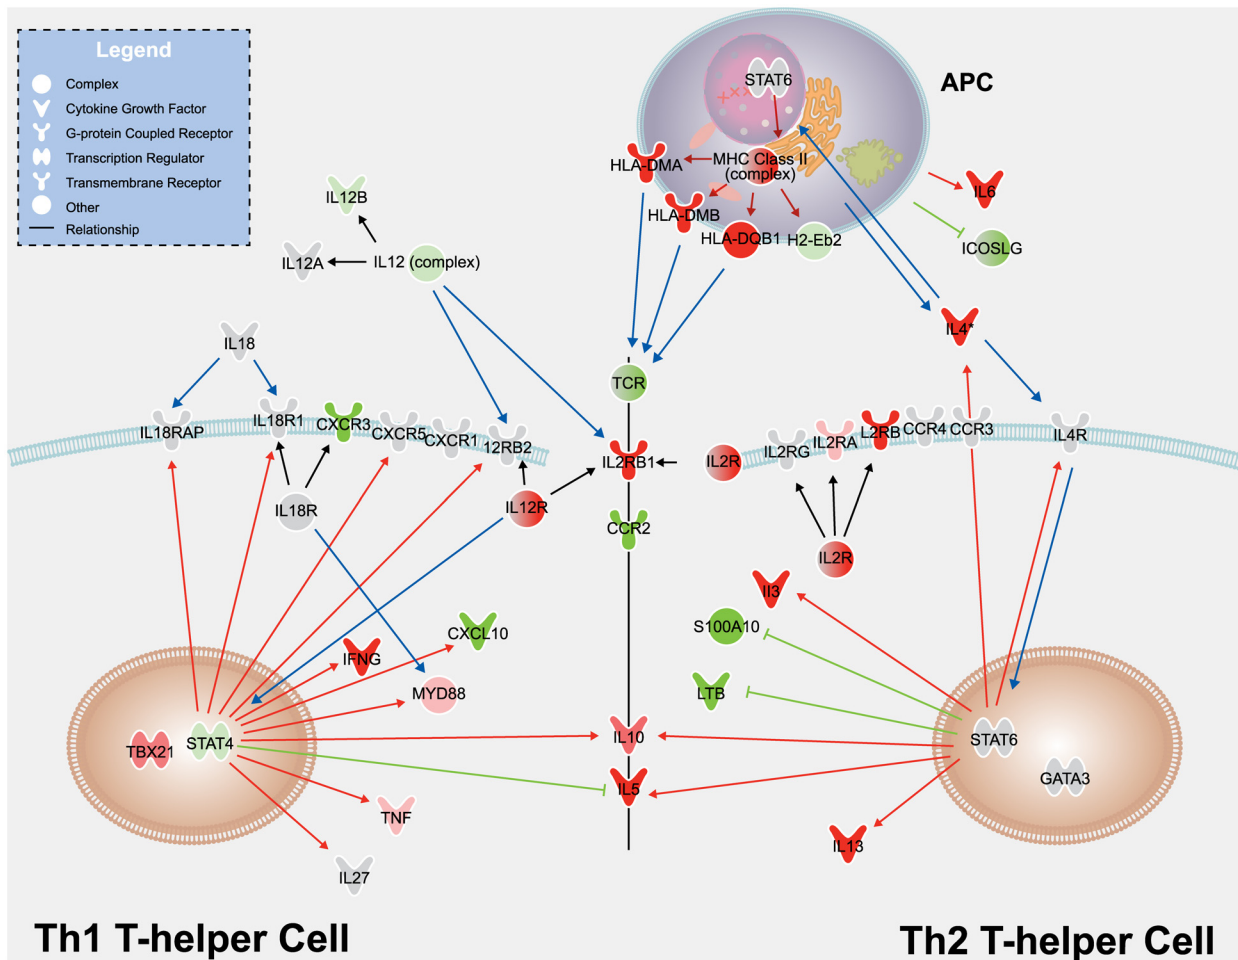 Legend
Complex
Cytokine Growth Factor
G-protein Coupled Receptor
Transcription Regulator
Transmembrane Receptor
Other
Relationship
APC
STAT6
HLA-DMA
MHC Class II
(complex)
HLA-DMB
HLA-DQB1
H2-Eb2
IL6
ICOSLG
IL12B
IL12A
IL12 (complex)
IL4*
IL18
TCR
IL18RAP
IL18R1
CXCR3
CXCR5
CXCR1
12RB2
IL2RB1
IL2R
IL2RG
IL2RA
L2RB
CCR4
CCR3
IL4R
IL18R
IL12R
CCR2
IL2R
II3
S100A10
CXCL10
IFNG
MYD88
LTB
TBX21
STAT4
IL10
STAT6
GATA3
IL5
TNF
IL13
IL27
Th1 T-helper Cell
Th2 T-helper Cell